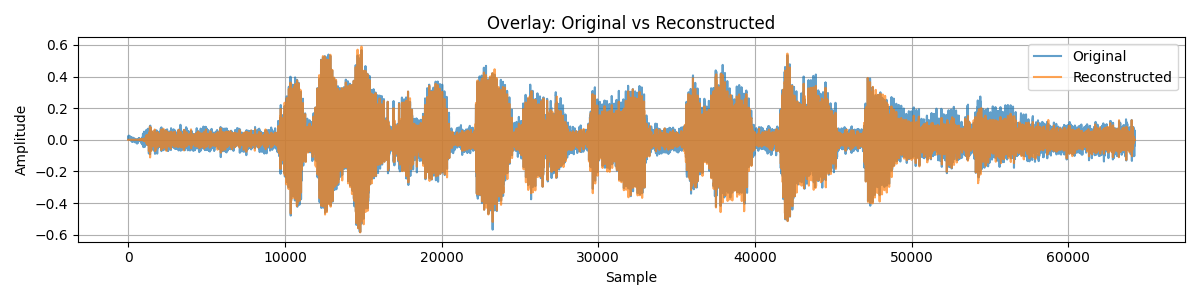 Overlay: Original vs Reconstructed
Original
Reconstructed
Amplitude
0.6
0.4
0.2
0.0
−0.2
−0.4
−0.6
0 10000 20000 30000 40000 50000 60000
Sample